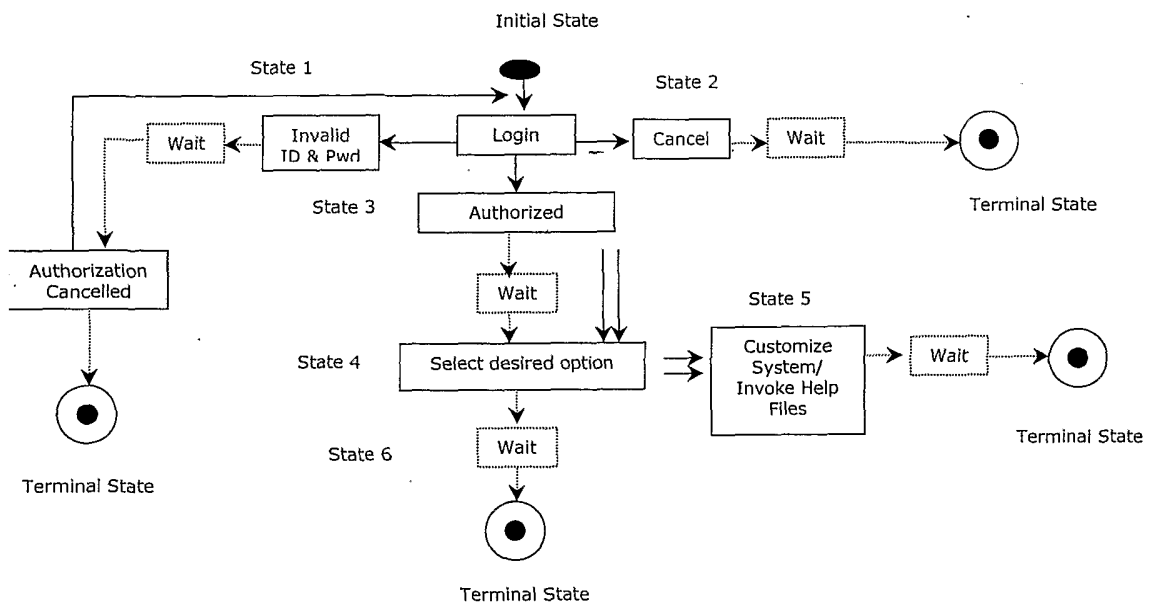 Initial State
State 1
State 2
Wait
Invalid
ID & Pwd
Login
Cancel
Wait
Terminal State
State 3
Authorized
Authorization
Cancelled
Wait
State 5
State 4
Select desired option
Customize
System/
Invoke Help
Files
Wait
Terminal State
State 6
Wait
Terminal State
Terminal State